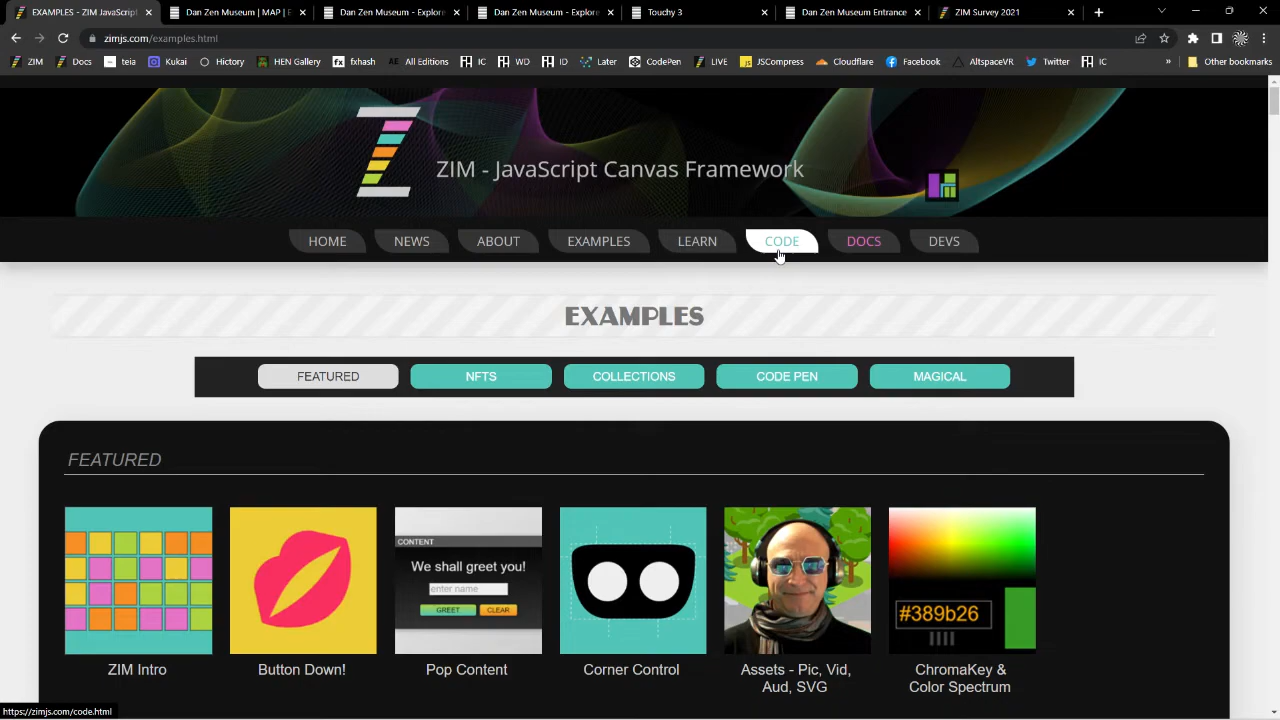 EXAMPLES - ZIM JavaScript
Dan Zen Museum | MAP | E
Dan Zen Museum - Explore
Dan Zen Museum - Explore
Touchy 3
Dan Zen Museum Entrance
ZIM Survey 2021
zimjs.com/examples.html
ZIM
Docs
teia
Kukai
Hictory
HEN Gallery
fx fxhash
AE All Editions
IC
WD
ID
Later
CodePen
LIVE
JS JSCompress
Cloudflare
Facebook
AltspaceVR
Twitter
IC
»
Other bookmarks
ZIM - JavaScript Canvas Framework
HOME
NEWS
ABOUT
EXAMPLES
LEARN
CODE
DOCS
DEVS
EXAMPLES
FEATURED
NFTS
COLLECTIONS
CODE PEN
MAGICAL
FEATURED
CONTENT
We shall greet you!
enter name
GREET
CLEAR
#389b26
ZIM Intro
Button Down!
Pop Content
Corner Control
Assets - Pic, Vid,
Aud, SVG
ChromaKey &
Color Spectrum
https://zimjs.com/code.html